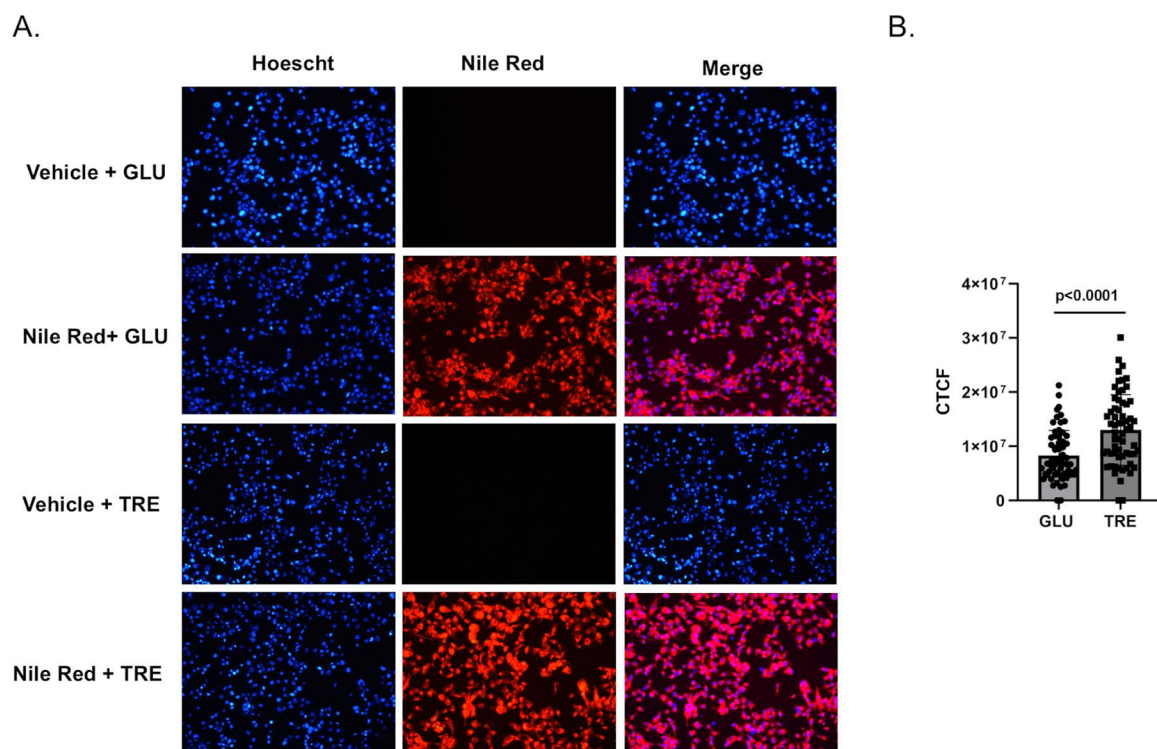 A.
B.
Hoescht
Nile Red
Merge
Vehicle + GLU
Nile Red+ GLU
Vehicle + TRE
Nile Red + TRE
4×10⁷
p<0.0001
3×10⁷
2×10⁷
1×10⁷
0
CTCF
GLU
TRE